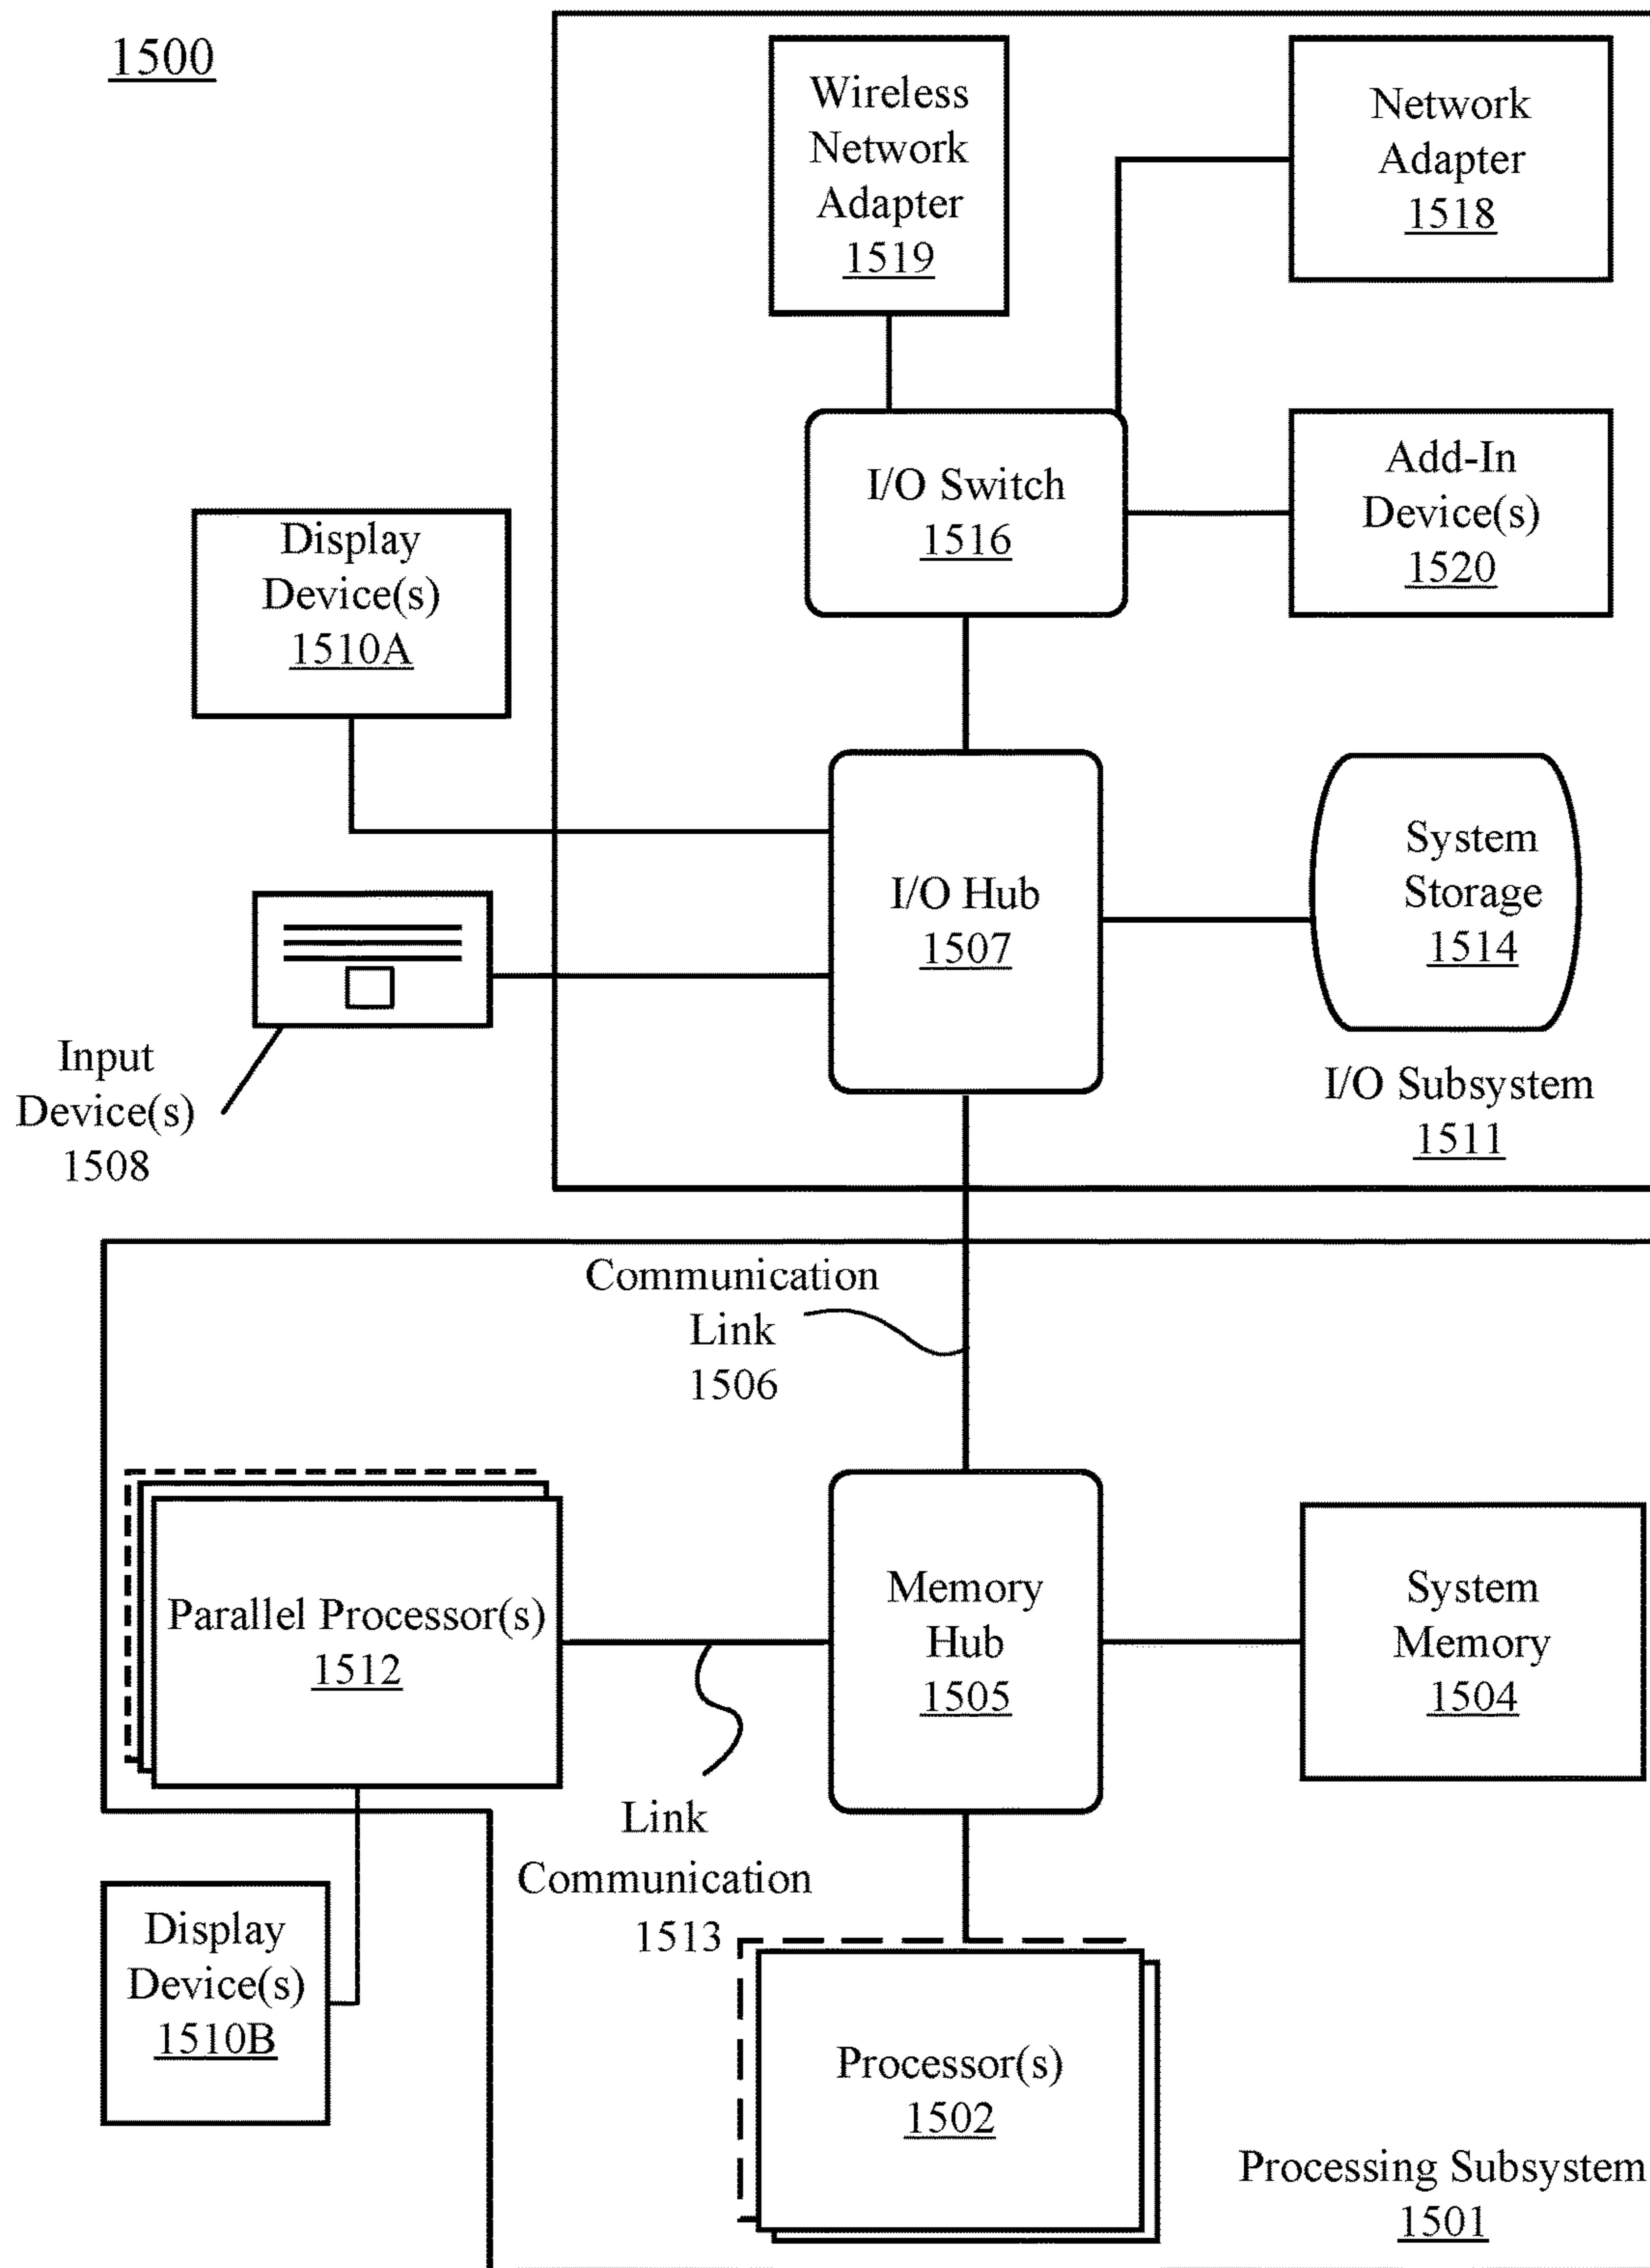 1500
Wireless
Network
Adapter
1519
Network
Adapter
1518
I/O Switch
1516
Add-In
Device(s)
1520
Display
Device(s)
1510A
I/O Hub
1507
System
Storage
1514
Input
Device(s)
1508
I/O Subsystem
1511
Communication
Link
1506
Parallel Processor(s)
1512
Memory
Hub
1505
System
Memory
1504
Link
Communication
1513
Display
Device(s)
1510B
Processor(s)
1502
Processing Subsystem
1501